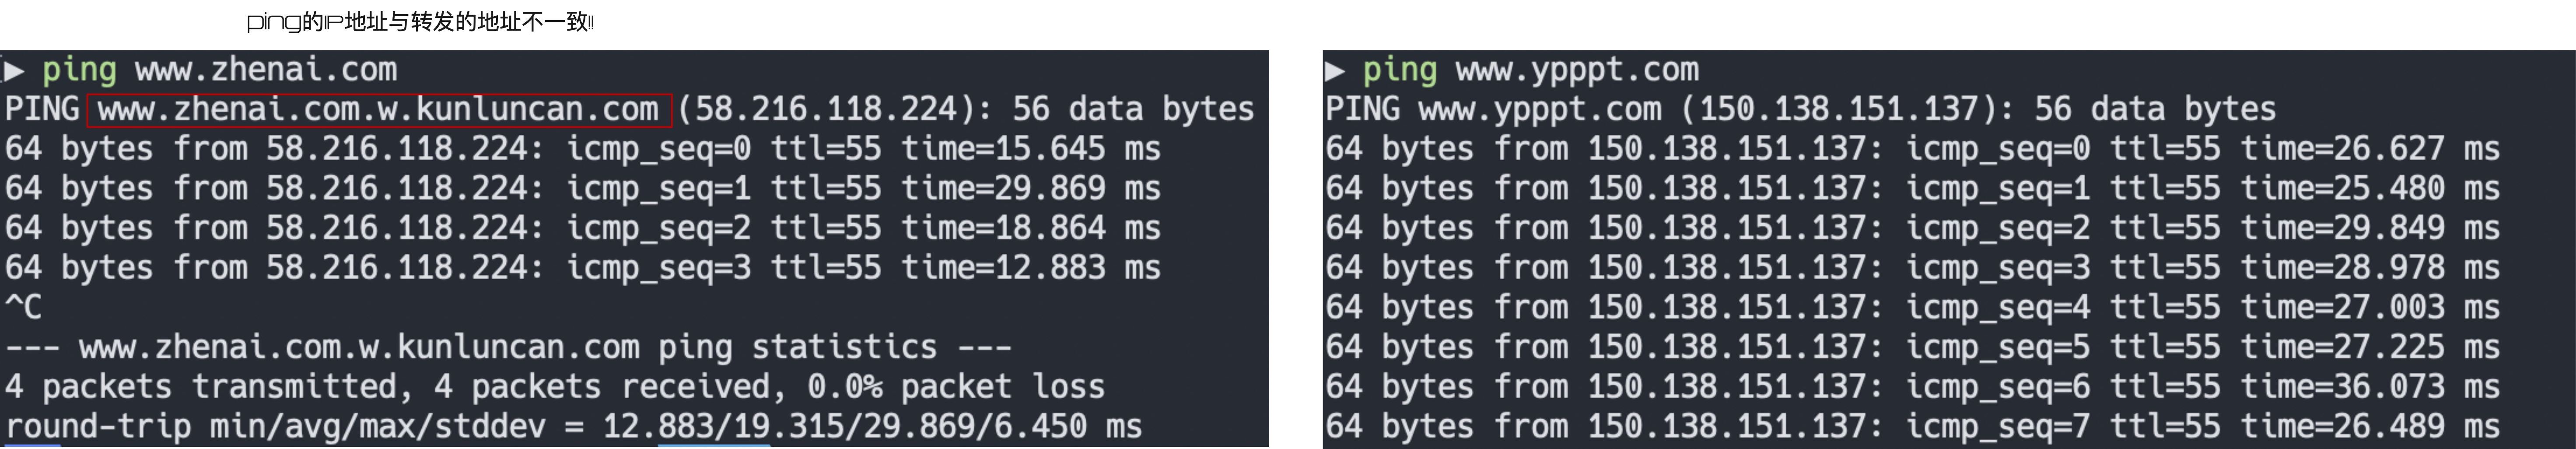 ping的IP地址与转发的地址不一致!!
▶ ping www.zhenai.com
PING www.zhenai.com.w.kunluncan.com (58.216.118.224): 56 data bytes
64 bytes from 58.216.118.224: icmp_seq=0 ttl=55 time=15.645 ms
64 bytes from 58.216.118.224: icmp_seq=1 ttl=55 time=29.869 ms
64 bytes from 58.216.118.224: icmp_seq=2 ttl=55 time=18.864 ms
64 bytes from 58.216.118.224: icmp_seq=3 ttl=55 time=12.883 ms
^C
--- www.zhenai.com.w.kunluncan.com ping statistics ---
4 packets transmitted, 4 packets received, 0.0% packet loss
round-trip min/avg/max/stddev = 12.883/19.315/29.869/6.450 ms
▶ ping www.ypppt.com
PING www.ypppt.com (150.138.151.137): 56 data bytes
64 bytes from 150.138.151.137: icmp_seq=0 ttl=55 time=26.627 ms
64 bytes from 150.138.151.137: icmp_seq=1 ttl=55 time=25.480 ms
64 bytes from 150.138.151.137: icmp_seq=2 ttl=55 time=29.849 ms
64 bytes from 150.138.151.137: icmp_seq=3 ttl=55 time=28.978 ms
64 bytes from 150.138.151.137: icmp_seq=4 ttl=55 time=27.003 ms
64 bytes from 150.138.151.137: icmp_seq=5 ttl=55 time=27.225 ms
64 bytes from 150.138.151.137: icmp_seq=6 ttl=55 time=36.073 ms
64 bytes from 150.138.151.137: icmp_seq=7 ttl=55 time=26.489 ms